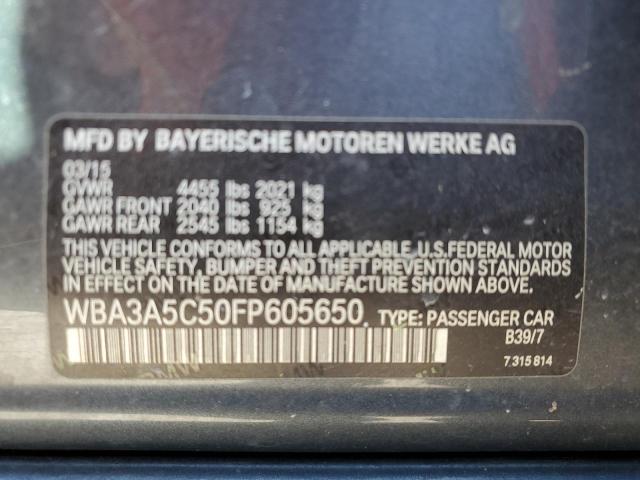 MFD BY BAYERISCHE MOTOREN WERKE AG
03/15
GVWR 4455 lbs 2021 kg
GAWR FRONT 2040 lbs 925 kg
GAWR REAR 2545 lbs 1154 kg
THIS VEHICLE CONFORMS TO ALL APPLICABLE U.S.FEDERAL MOTOR
VEHICLE SAFETY, BUMPER AND THEFT PREVENTION STANDARDS
IN EFFECT ON THE DATE OF MANUFACTURE SHOWN ABOVE.
WBA3A5C50FP605650 TYPE: PASSENGER CAR
B39/7
7 315 814